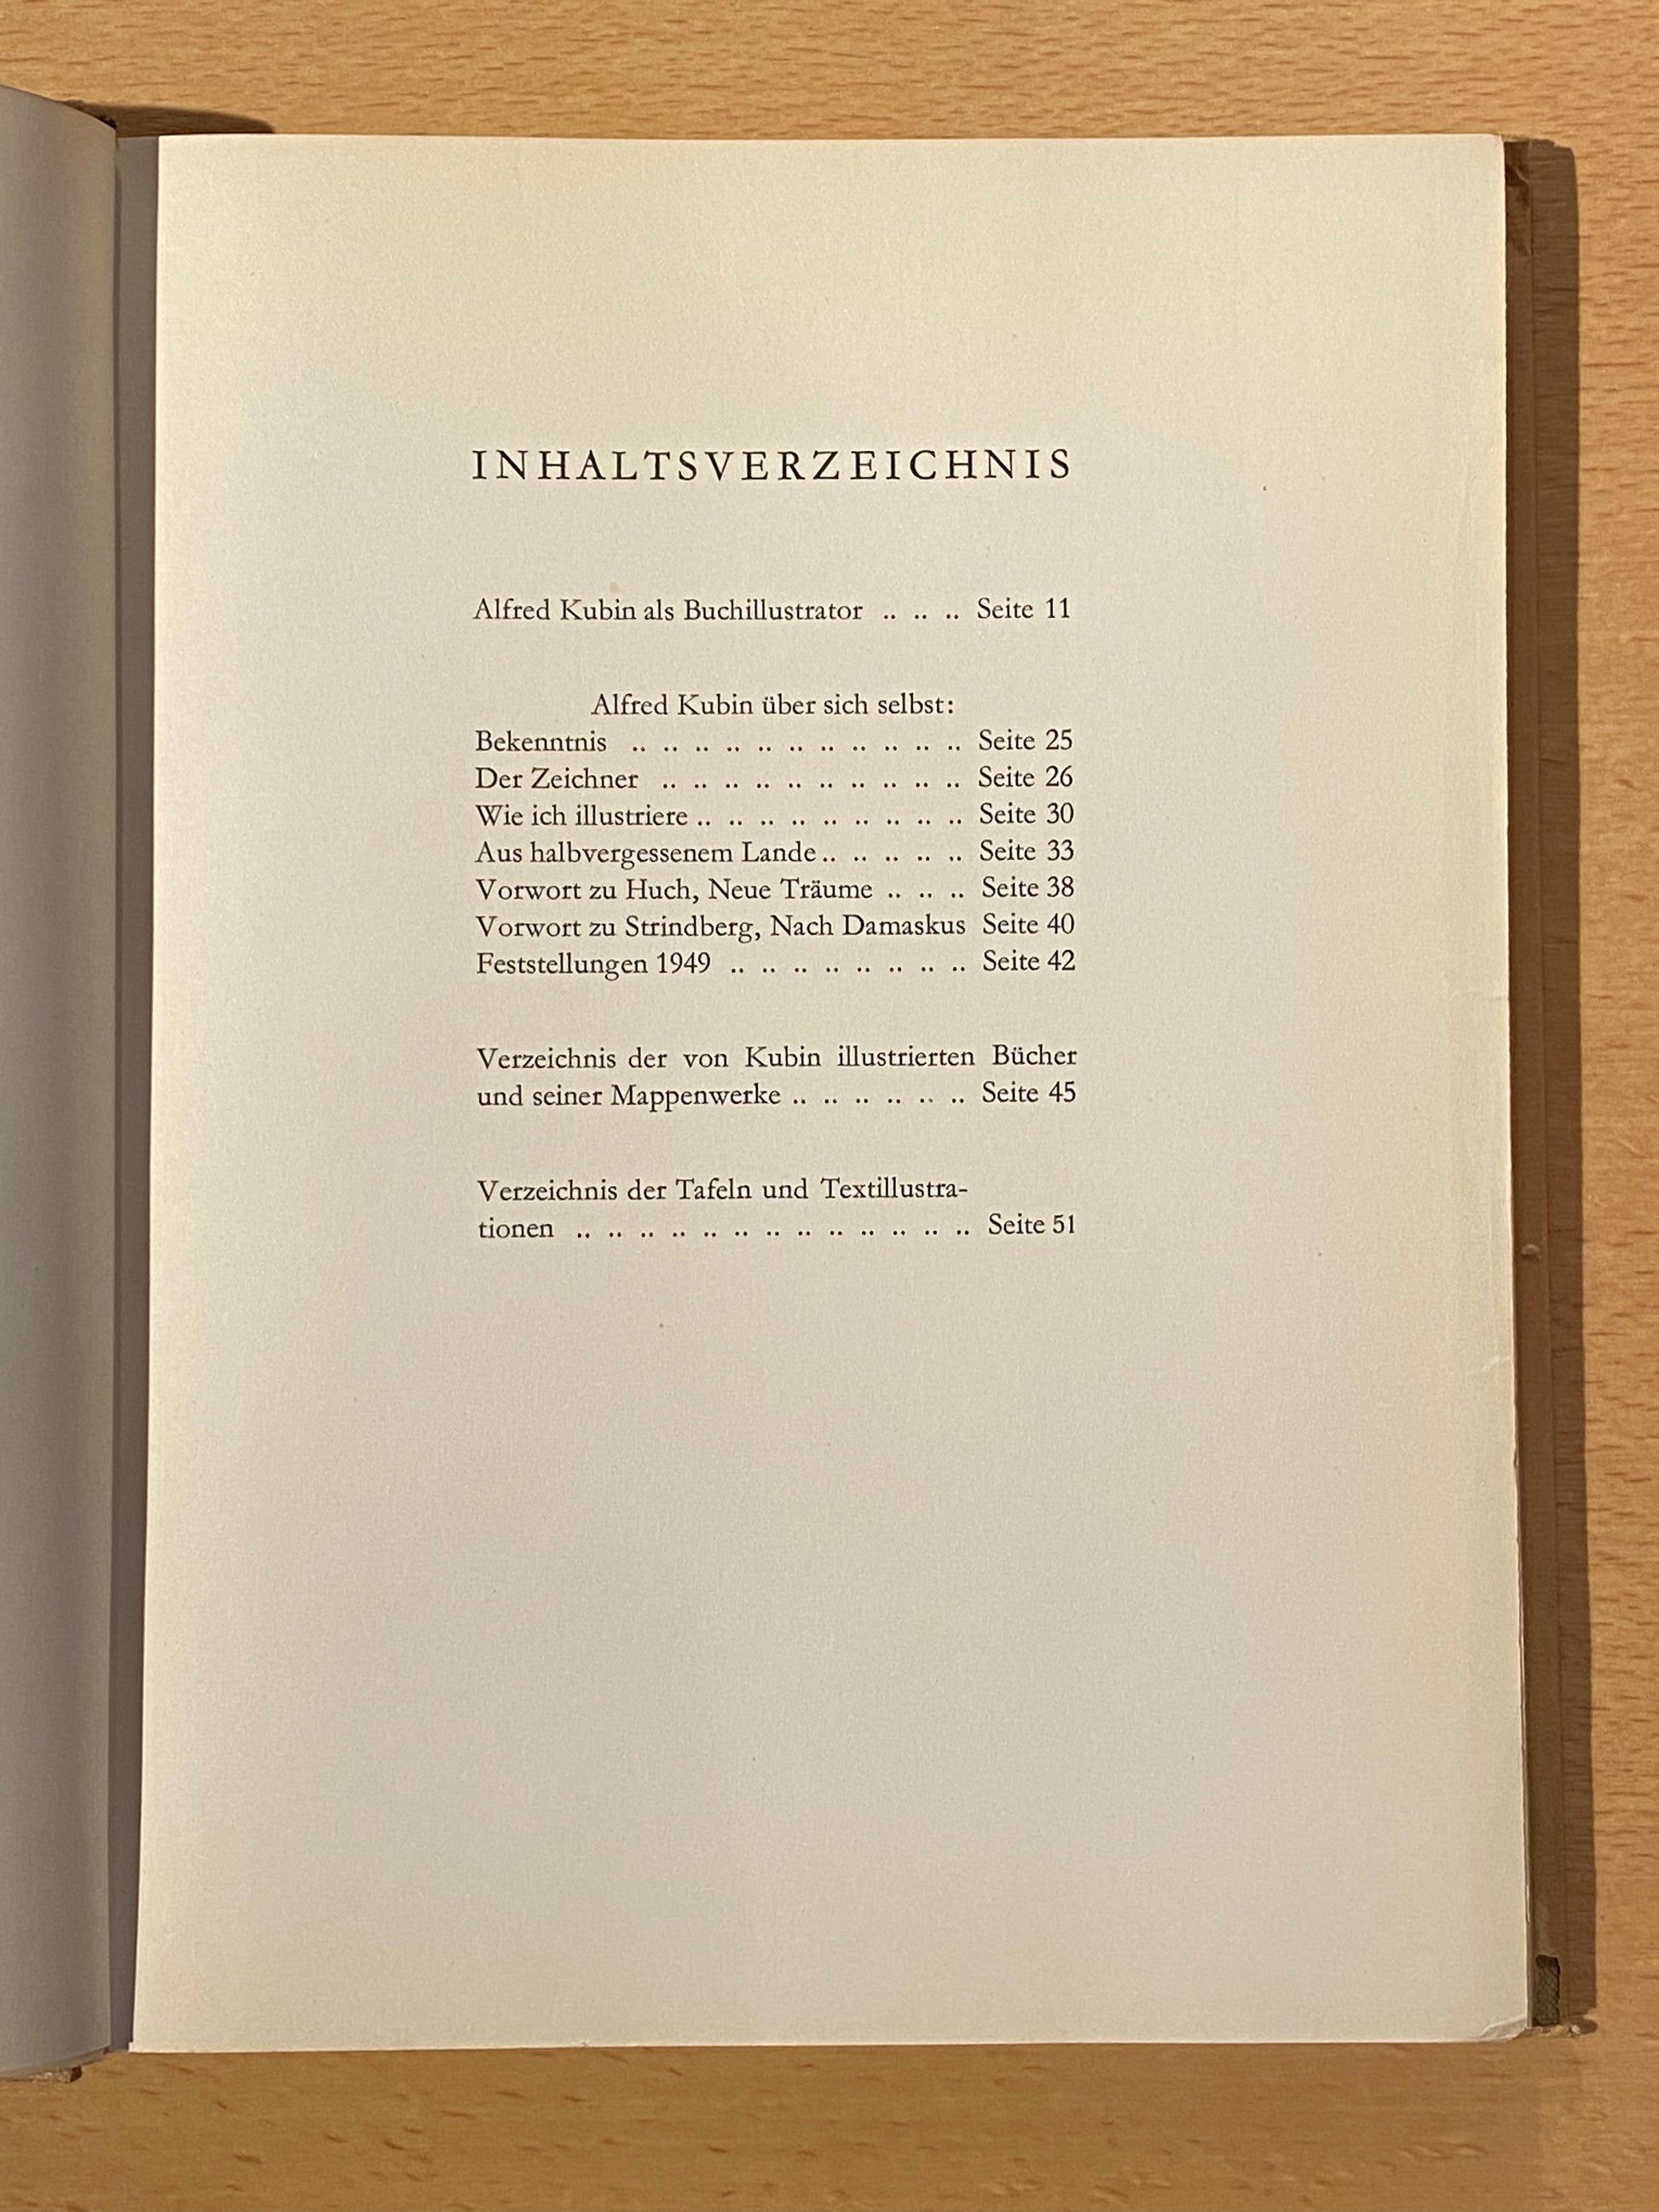 INHALTSVERZEICHNIS
Alfred Kubin als Buchillustrator .. .. .. Seite 11
Alfred Kubin über sich selbst:
Bekenntnis .. .. .. .. .. .. .. .. .. .. .. Seite 25
Der Zeichner .. .. .. .. .. .. .. .. .. .. Seite 26
Wie ich illustriere .. .. .. .. .. .. .. .. .. Seite 30
Aus halbvergessenem Lande .. .. .. .. .. Seite 33
Vorwort zu Huch, Neue Träume .. .. .. Seite 38
Vorwort zu Strindberg, Nach Damaskus Seite 40
Feststellungen 1949 .. .. .. .. .. .. .. .. Seite 42
Verzeichnis der von Kubin illustrierten Bücher
und seiner Mappenwerke .. .. .. .. .. .. Seite 45
Verzeichnis der Tafeln und Textillustra-
tionen .. .. .. .. .. .. .. .. .. .. .. .. .. Seite 51